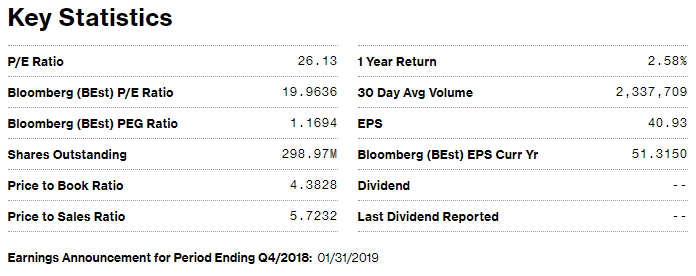 Key Statistics
P/E Ratio 26.13 1 Year Return 2.58%
Bloomberg (BEst) P/E Ratio 19.9636 30 Day Avg Volume 2,337,709
Bloomberg (BEst) PEG Ratio 1.1694 EPS 40.93
Shares Outstanding 298.97M Bloomberg (BEst) EPS Curr Yr 51.3150
Price to Book Ratio 4.3828 Dividend --
Price to Sales Ratio 5.7232 Last Dividend Reported --
Earnings Announcement for Period Ending Q4/2018: 01/31/2019